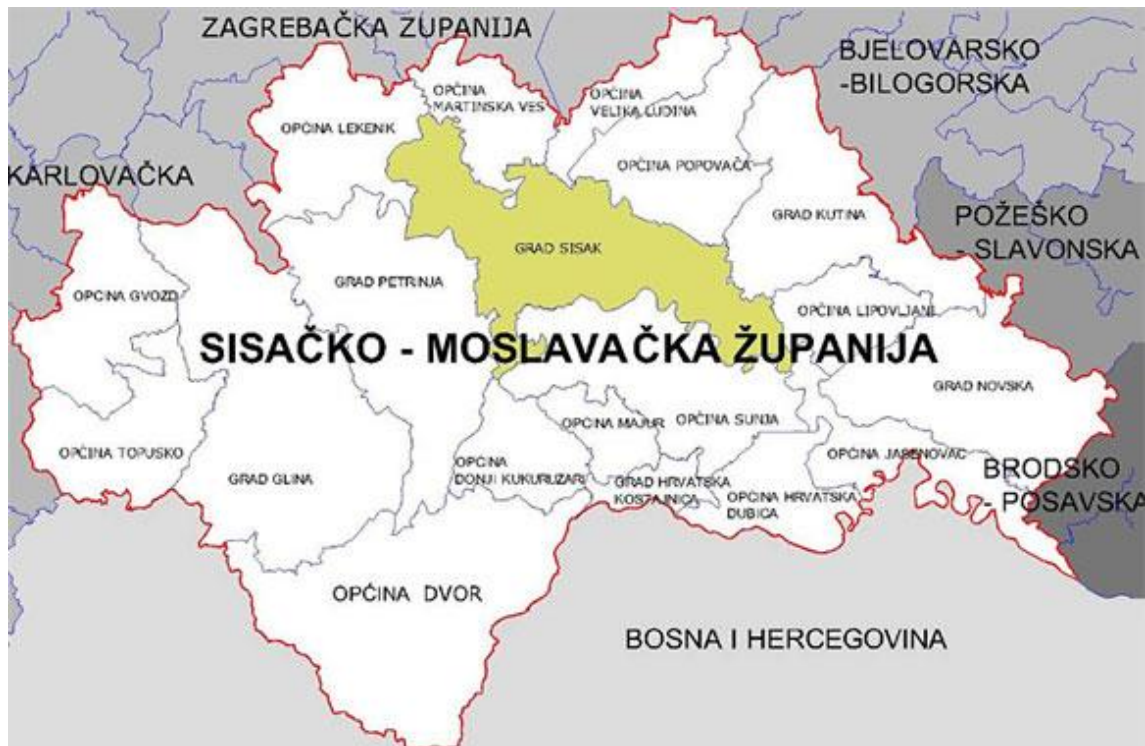 ZAGREBAČKA ŽUPANIJA
BJELOVARSKO
-BILOGORSKA
OPĆINA
MARTINSKA VES
OPĆINA
VELIKA LUDINA
OPĆINA LEKENIK
OPĆINA POPOVAČA
KARLOVAČKA
GRAD KUTINA
POŽEŠKO
- SLAVONSKA
GRAD SISAK
GRAD PETRINJA
OPĆINA GVOZD
OPĆINA LIPOVLJANI
SISAČKO - MOSLAVAČKA ŽUPANIJA
GRAD NOVSKA
OPĆINA MAJUR
OPĆINA SUNJA
OPĆINA TOPUSKO
OPĆINA JASENOVAC
OPĆINA
DONJI KUKURUZARI
GRAD GLINA
GRAD HRVATSKA
KOSTAJNICA
OPĆINA HRVATSKA
DUBICA
BRODSKO
- POSAVSKA
OPĆINA DVOR
BOSNA I HERCEGOVINA